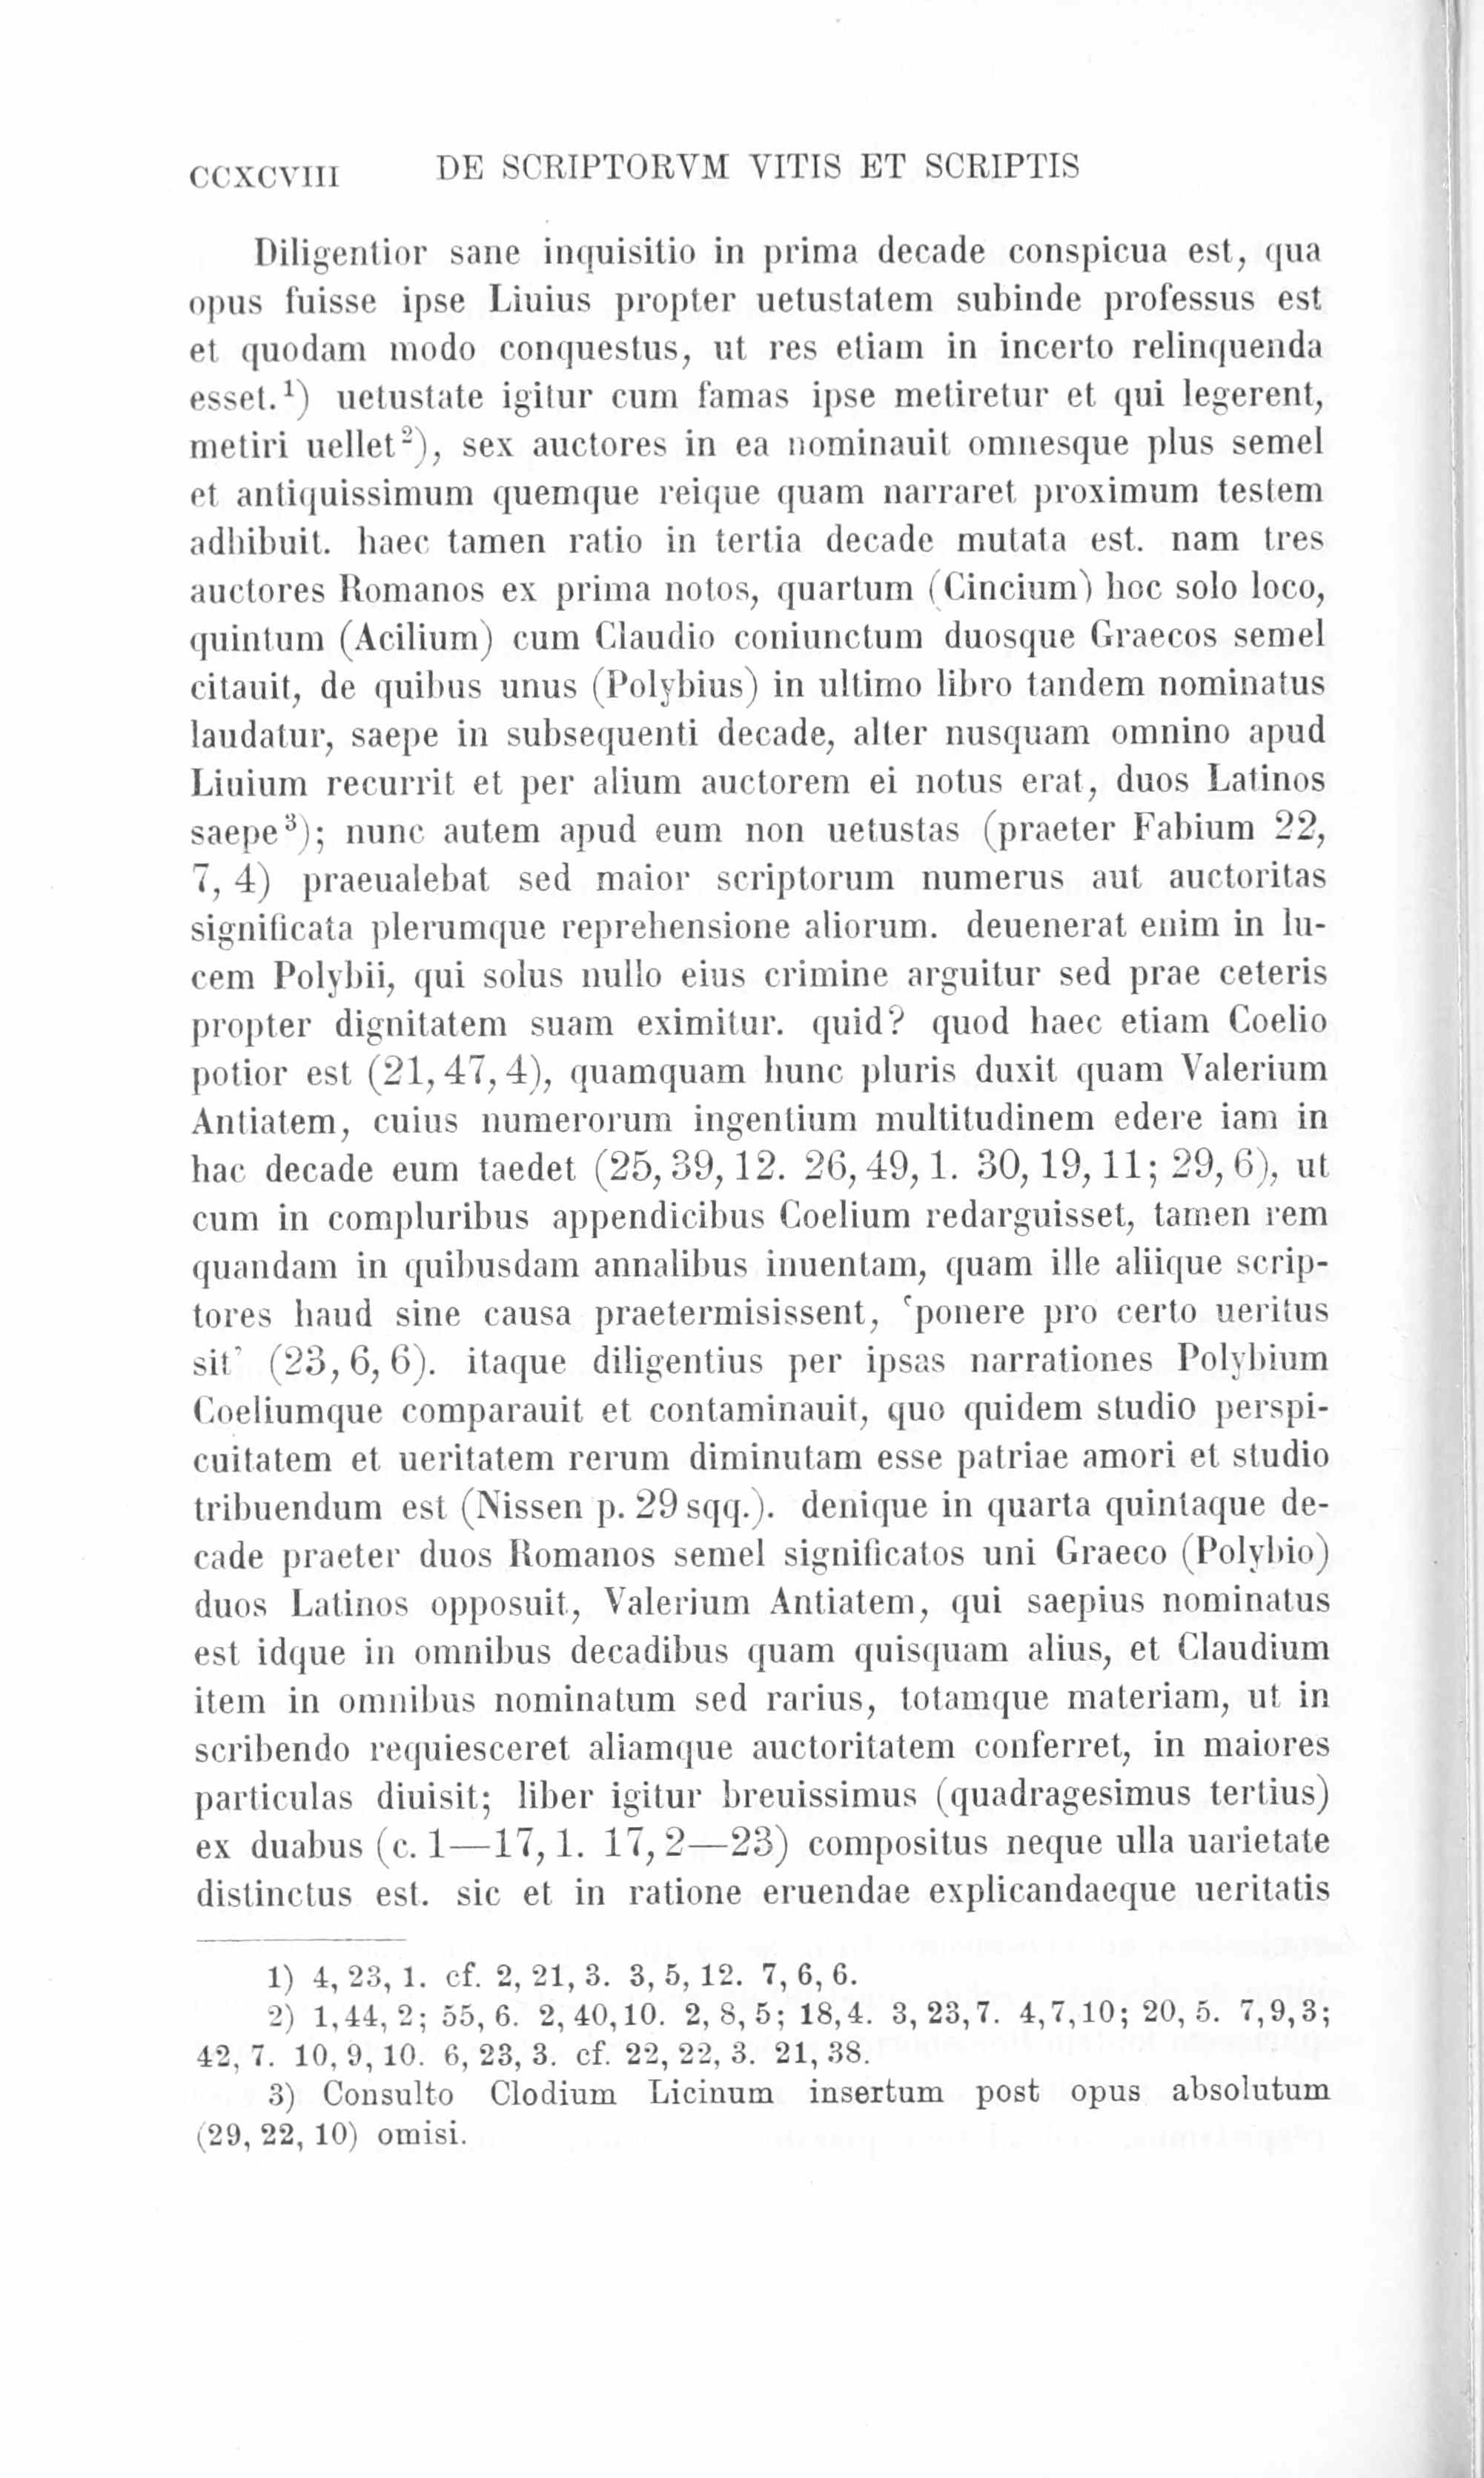 CCXCVIII DE SCRIPTORVM VITIS ET SCRIPTIS
Diligentior sane inquisitio in prima decade conspicua est, qua
opus fuisse ipse Liuius propter uetustatem subinde professus est
et quodam modo conquestus, ut res etiam in incerto relinquenda
esset.¹) uetustate igitur cum famas ipse metiretur et qui legerent,
metiri uellet²), sex auctores in ea nominauit omnesque plus semel
et antiquissimum quemque reique quam narraret proximum testem
adhibuit. haec tamen ratio in tertia decade mutata est. nam tres
auctores Romanos ex prima notos, quartum (Cincium) hoc solo loco,
quintum (Acilium) cum Claudio coniunctum duosque Graecos semel
citauit, de quibus unus (Polybius) in ultimo libro tandem nominatus
laudatur, saepe in subsequenti decade, alter nusquam omnino apud
Liuium recurrit et per alium auctorem ei notus erat, duos Latinos
saepe³); nunc autem apud eum non uetustas (praeter Fabium 22,
7, 4) praeualebat sed maior scriptorum numerus aut auctoritas
significata plerumque reprehensione aliorum. deuenerat enim in lu-
cem Polybii, qui solus nullo eius crimine arguitur sed prae ceteris
propter dignitatem suam eximitur. quid? quod haec etiam Coelio
potior est (21, 47, 4), quamquam hunc pluris duxit quam Valerium
Antiatem, cuius numerorum ingentium multitudinem edere iam in
hac decade eum taedet (25, 39, 12. 26, 49, 1. 30, 19, 11; 29, 6), ut
cum in compluribus appendicibus Coelium redarguisset, tamen rem
quandam in quibusdam annalibus inuentam, quam ille aliique scrip-
tores haud sine causa praetermisissent, ‘ponere pro certo ueritus
sit’ (23, 6, 6). itaque diligentius per ipsas narrationes Polybium
Coeliumque comparauit et contaminauit, quo quidem studio perspi-
cuitatem et ueritatem rerum diminutam esse patriae amori et studio
tribuendum est (Nissen p. 29 sqq.). denique in quarta quintaque de-
cade praeter duos Romanos semel significatos uni Graeco (Polybio)
duos Latinos opposuit, Valerium Antiatem, qui saepius nominatus
est idque in omnibus decadibus quam quisquam alius, et Claudium
item in omnibus nominatum sed rarius, totamque materiam, ut in
scribendo requiesceret aliamque auctoritatem conferret, in maiores
particulas diuisit; liber igitur breuissimus (quadragesimus tertius)
ex duabus (c. 1—17, 1. 17, 2—23) compositus neque ulla uarietate
distinctus est. sic et in ratione eruendae explicandaeque ueritatis
1) 4, 23, 1. cf. 2, 21, 3. 3, 5, 12. 7, 6, 6.
2) 1, 44, 2; 55, 6. 2, 40, 10. 2, 8, 5; 18, 4. 3, 23, 7. 4, 7, 10; 20, 5. 7, 9, 3;
42, 7. 10, 9, 10. 6, 23, 3. cf. 22, 22, 3. 21, 38.
3) Consulto Clodium Licinum insertum post opus absolutum
(29, 22, 10) omisi.